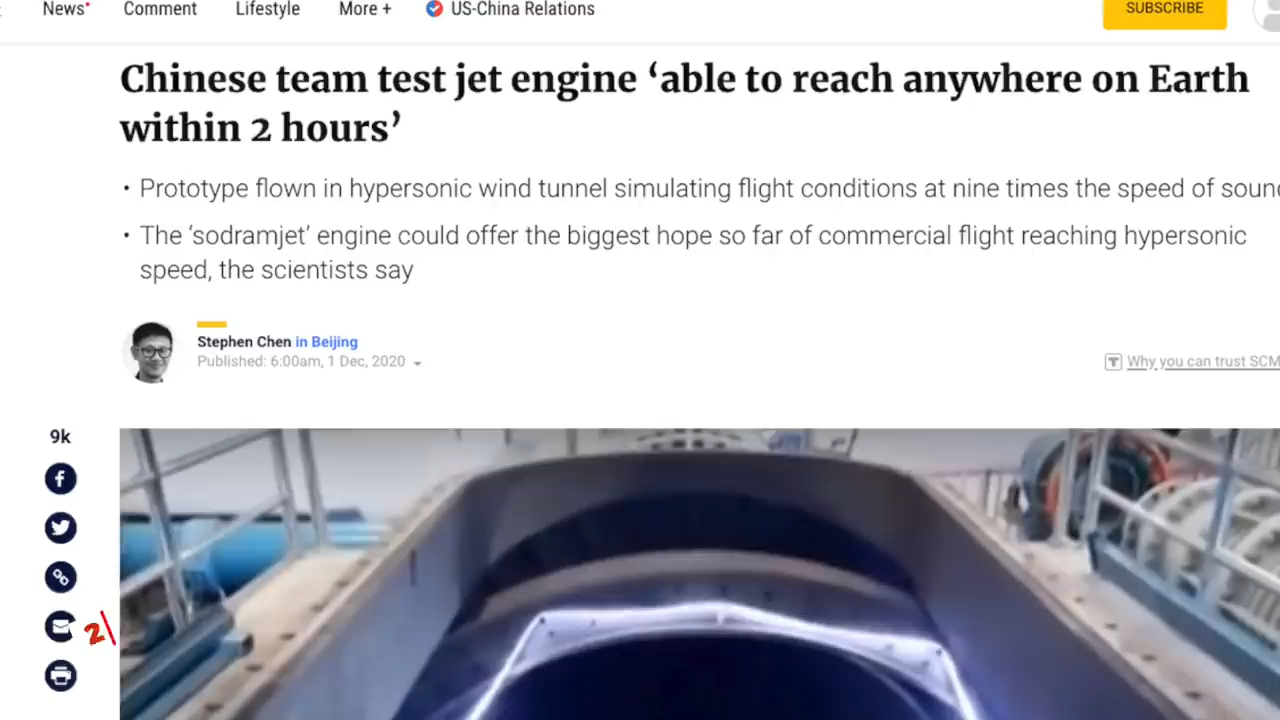 News
Comment
Lifestyle
More +
US-China Relations
SUBSCRIBE
Chinese team test jet engine ‘able to reach anywhere on Earth
within 2 hours’
• Prototype flown in hypersonic wind tunnel simulating flight conditions at nine times the speed of soun
• The ‘sodramjet’ engine could offer the biggest hope so far of commercial flight reaching hypersonic
speed, the scientists say
Stephen Chen in Beijing
Published: 6:00am, 1 Dec, 2020
Why you can trust SCM
9k
2\